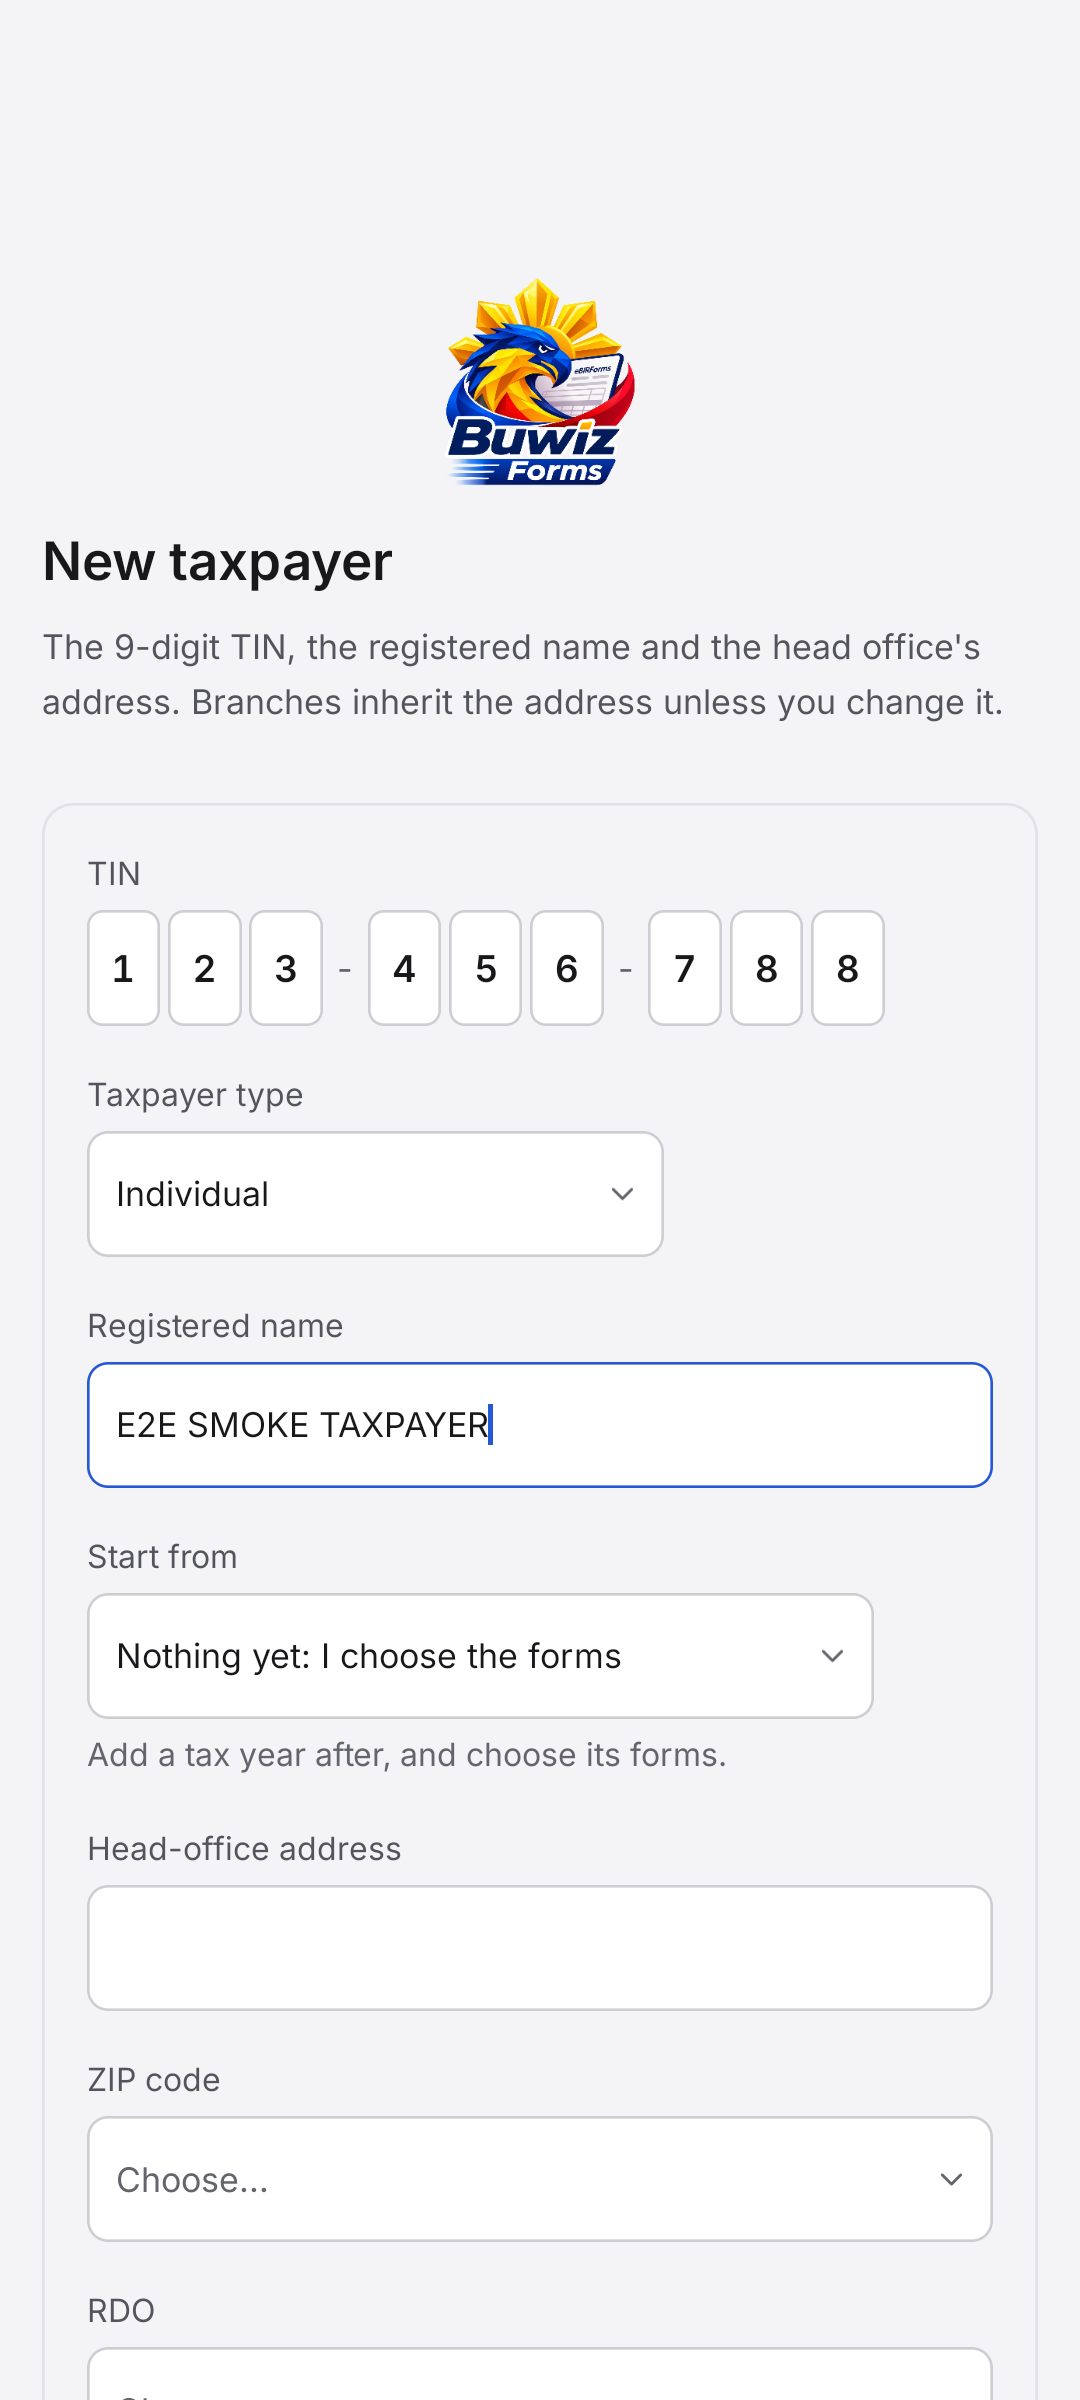 eBIRForms
Buwiz
Forms
New taxpayer
The 9-digit TIN, the registered name and the head office's
address. Branches inherit the address unless you change it.
TIN
1 2 3 - 4 5 6 - 7 8 8
Taxpayer type
Individual
Registered name
E2E SMOKE TAXPAYER
Start from
Nothing yet: I choose the forms
Add a tax year after, and choose its forms.
Head-office address
ZIP code
Choose...
RDO